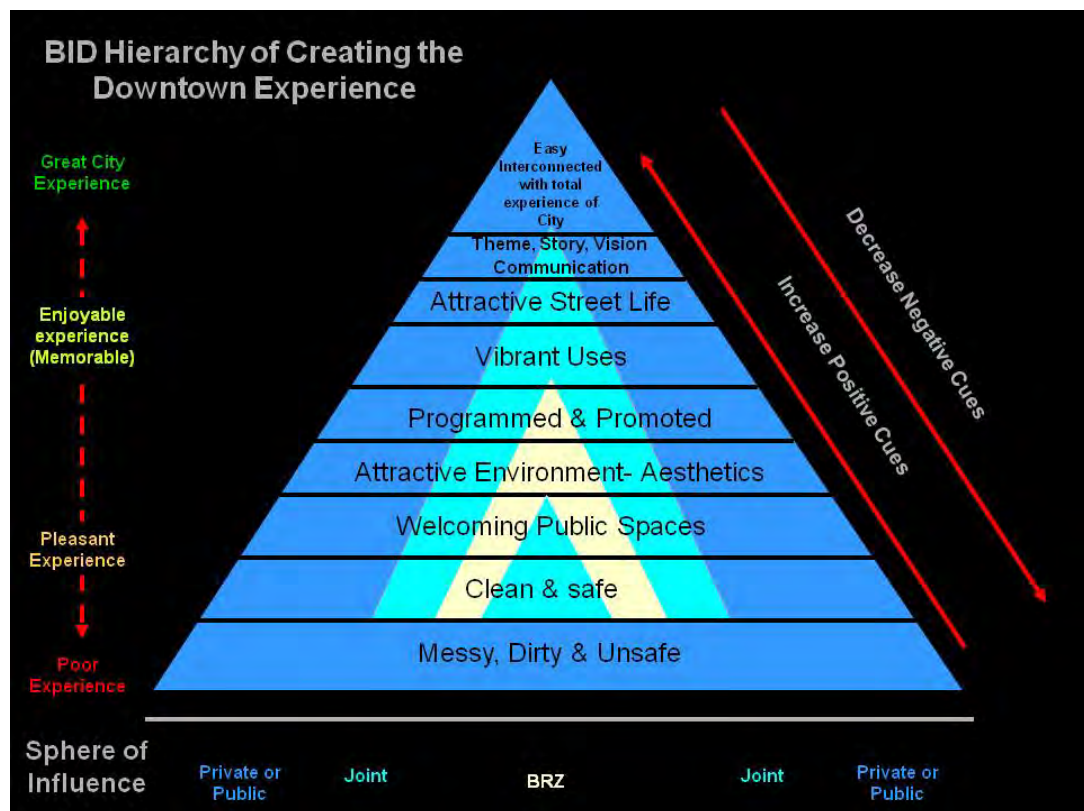 BID Hierarchy of Creating the
Downtown Experience
Great City
Experience
Enjoyable
experience
(Memorable)
Pleasant
Experience
Poor
Experience
Easy
Interconnected
with total
experience of
City
Theme, Story, Vision
Communication
Attractive Street Life
Vibrant Uses
Programmed & Promoted
Attractive Environment- Aesthetics
Welcoming Public Spaces
Clean & safe
Messy, Dirty & Unsafe
Increase Positive Cues
Decrease Negative Cues
Sphere of
Influence
Private or
Public
Joint
BRZ
Joint
Private or
Public